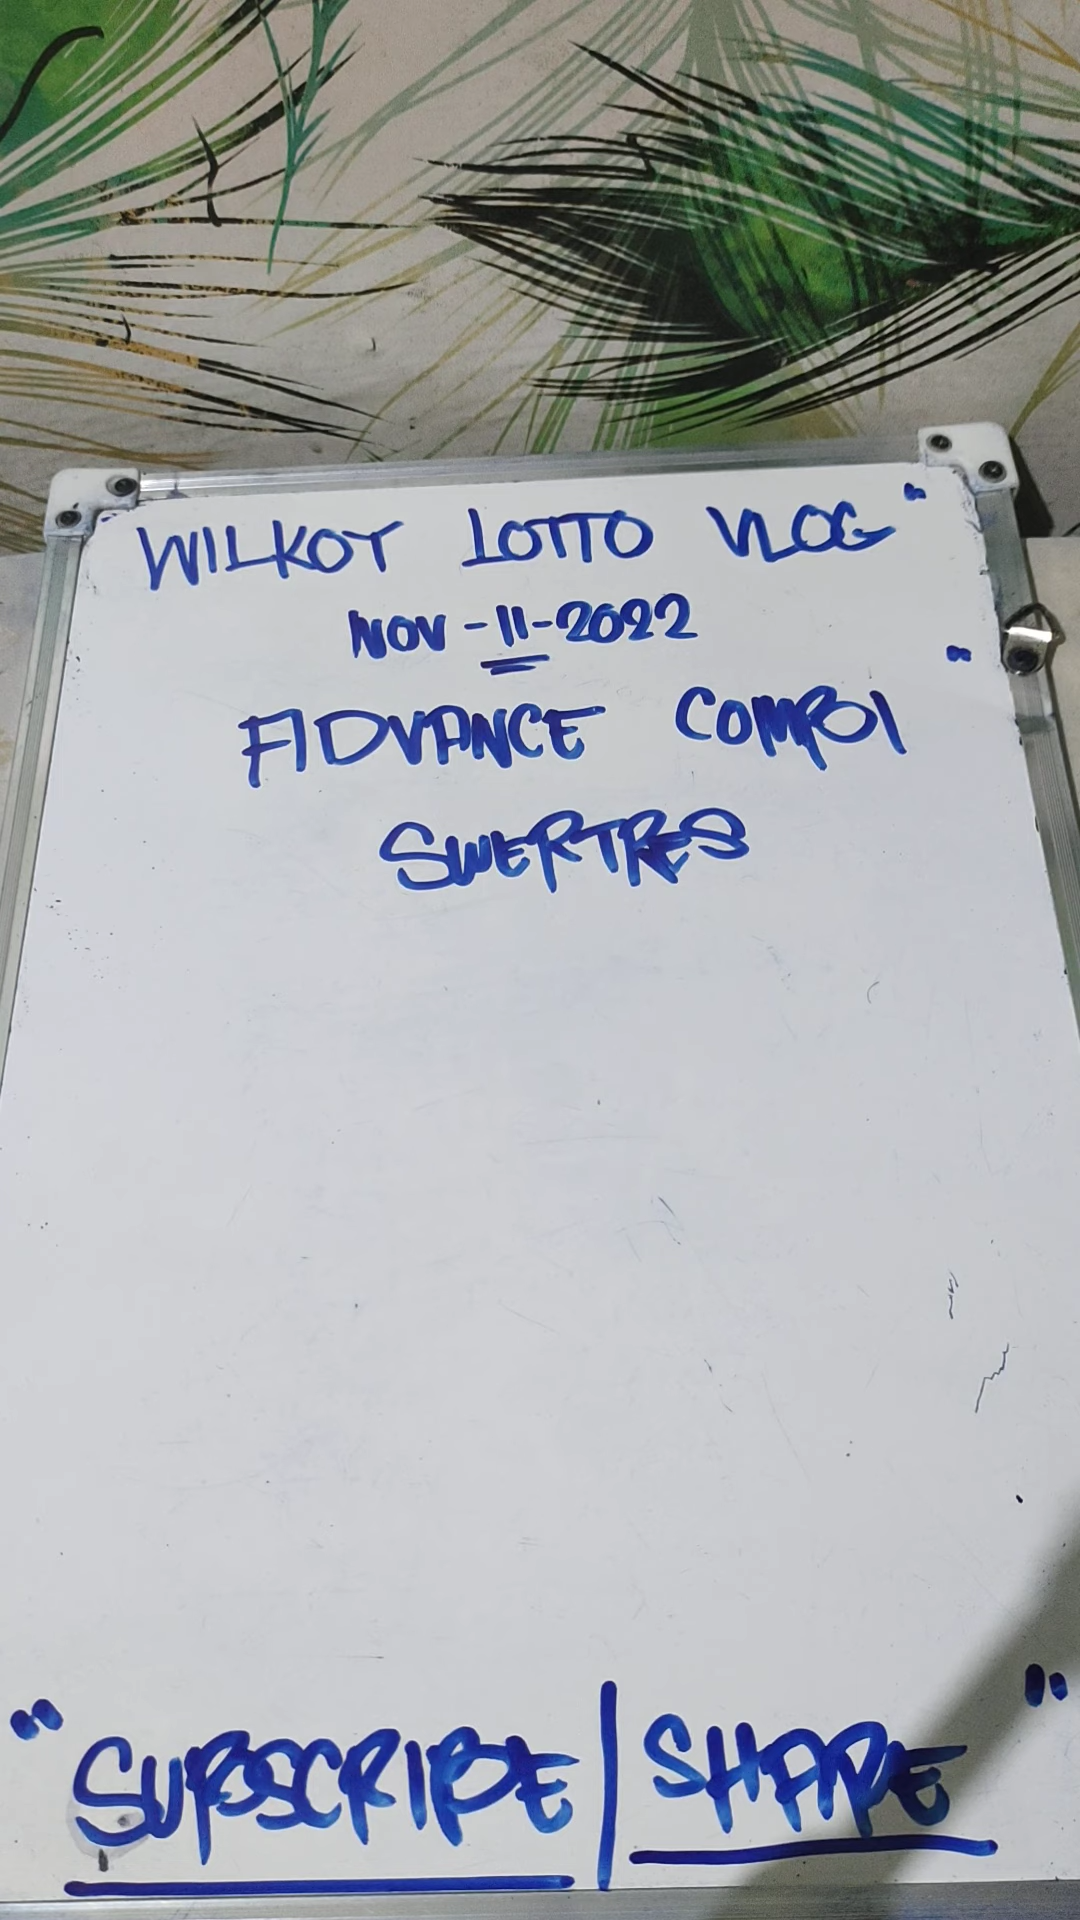 WILKOT LOTTO VLOG"
NOV-11-2022
ADVANCE COMBI "
SWERTRES
"SUBSCRIBE | SHARE"